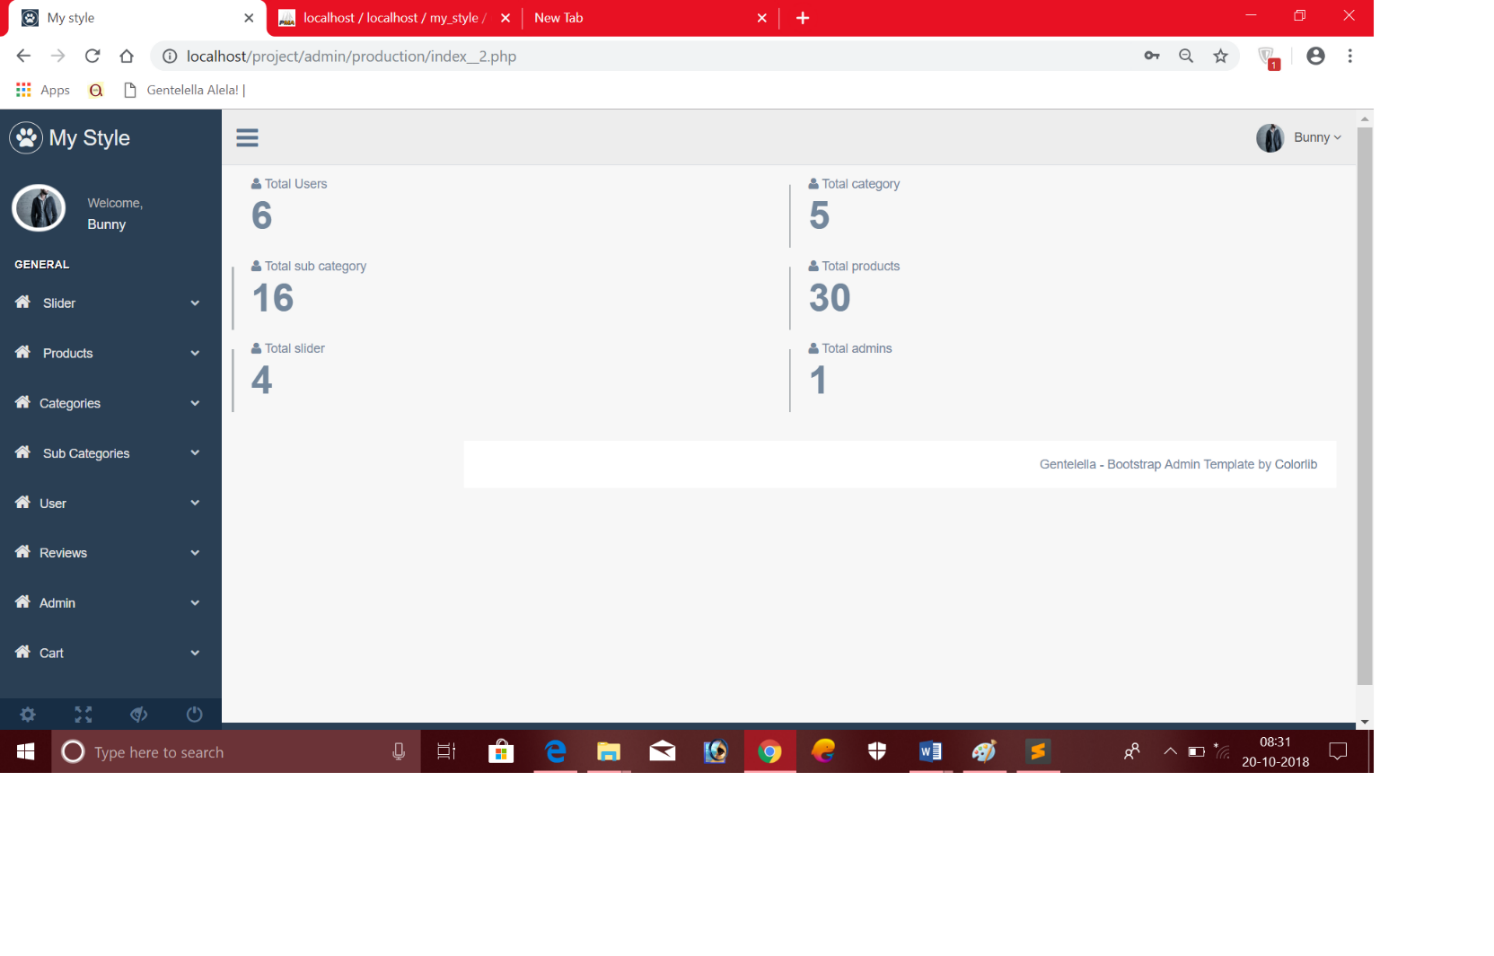 My style
localhost / localhost / my_style /
New Tab
localhost/project/admin/production/index__2.php
1
Apps
Gentelella Alela! |
My Style
Bunny
Welcome,
Bunny
GENERAL
Slider
Products
Categories
Sub Categories
User
Reviews
Admin
Cart
Total Users
6
Total category
5
Total sub category
16
Total products
30
Total slider
4
Total admins
1
Gentelella - Bootstrap Admin Template by Colorlib
Type here to search
08:31
20-10-2018